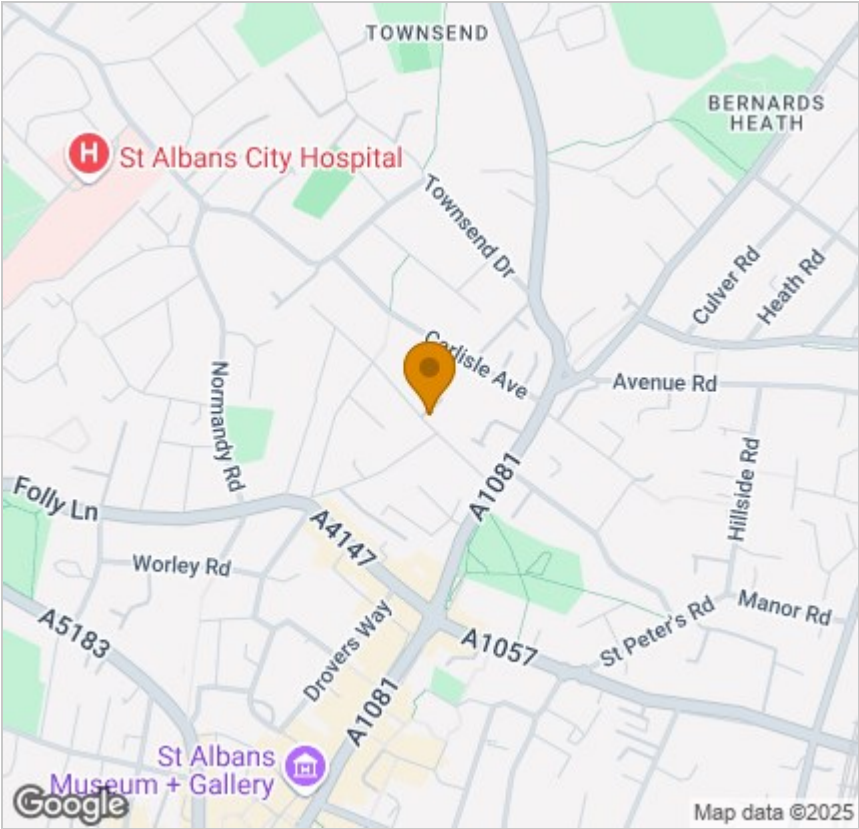 TOWNSEND
BERNARDS
HEATH
H
St Albans City Hospital
Townsend Dr
Culver Rd
Heath Rd
Carlisle Ave
Avenue Rd
Normandy Rd
A1081
Hillside Rd
Folly Ln
A4147
Worley Rd
Manor Rd
St Peter's Rd
A5183
Drovers Way
A1057
A1081
St Albans
Museum + Gallery
Google
Map data ©2025